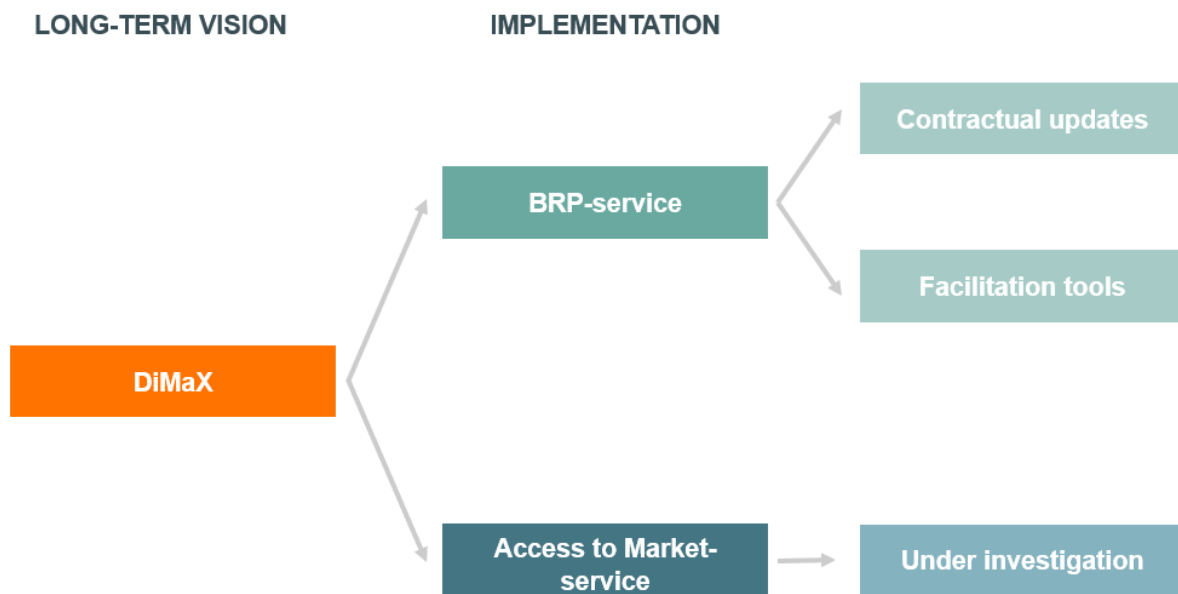 LONG-TERM VISION
IMPLEMENTATION
Contractual updates
BRP-service
Facilitation tools
DiMaX
Access to Market-
service
Under investigation